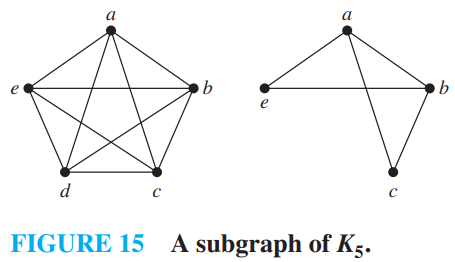 a a
e b e b
d c c
FIGURE 15 A subgraph of K5.